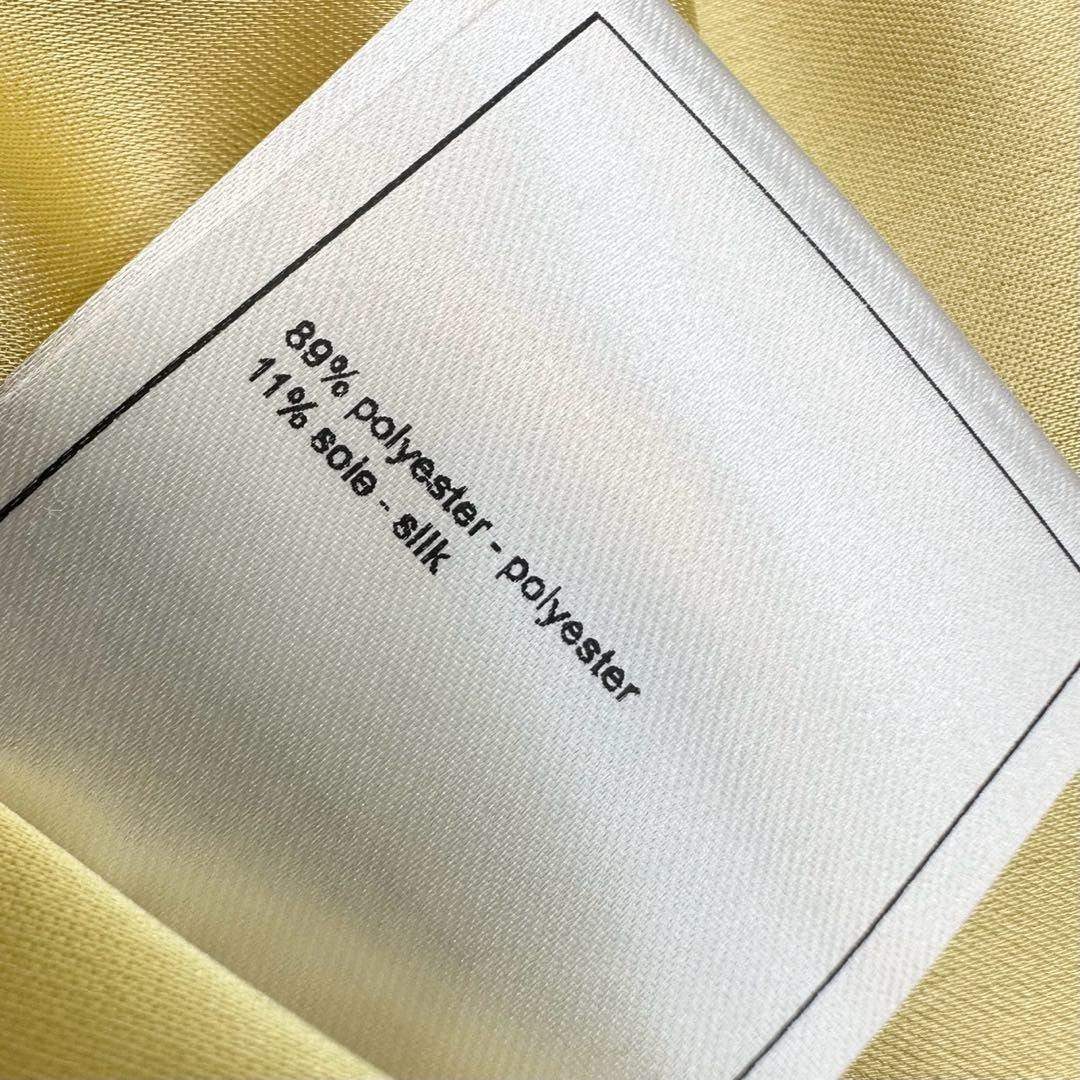 89% polyester - polyester
11% soie - silk